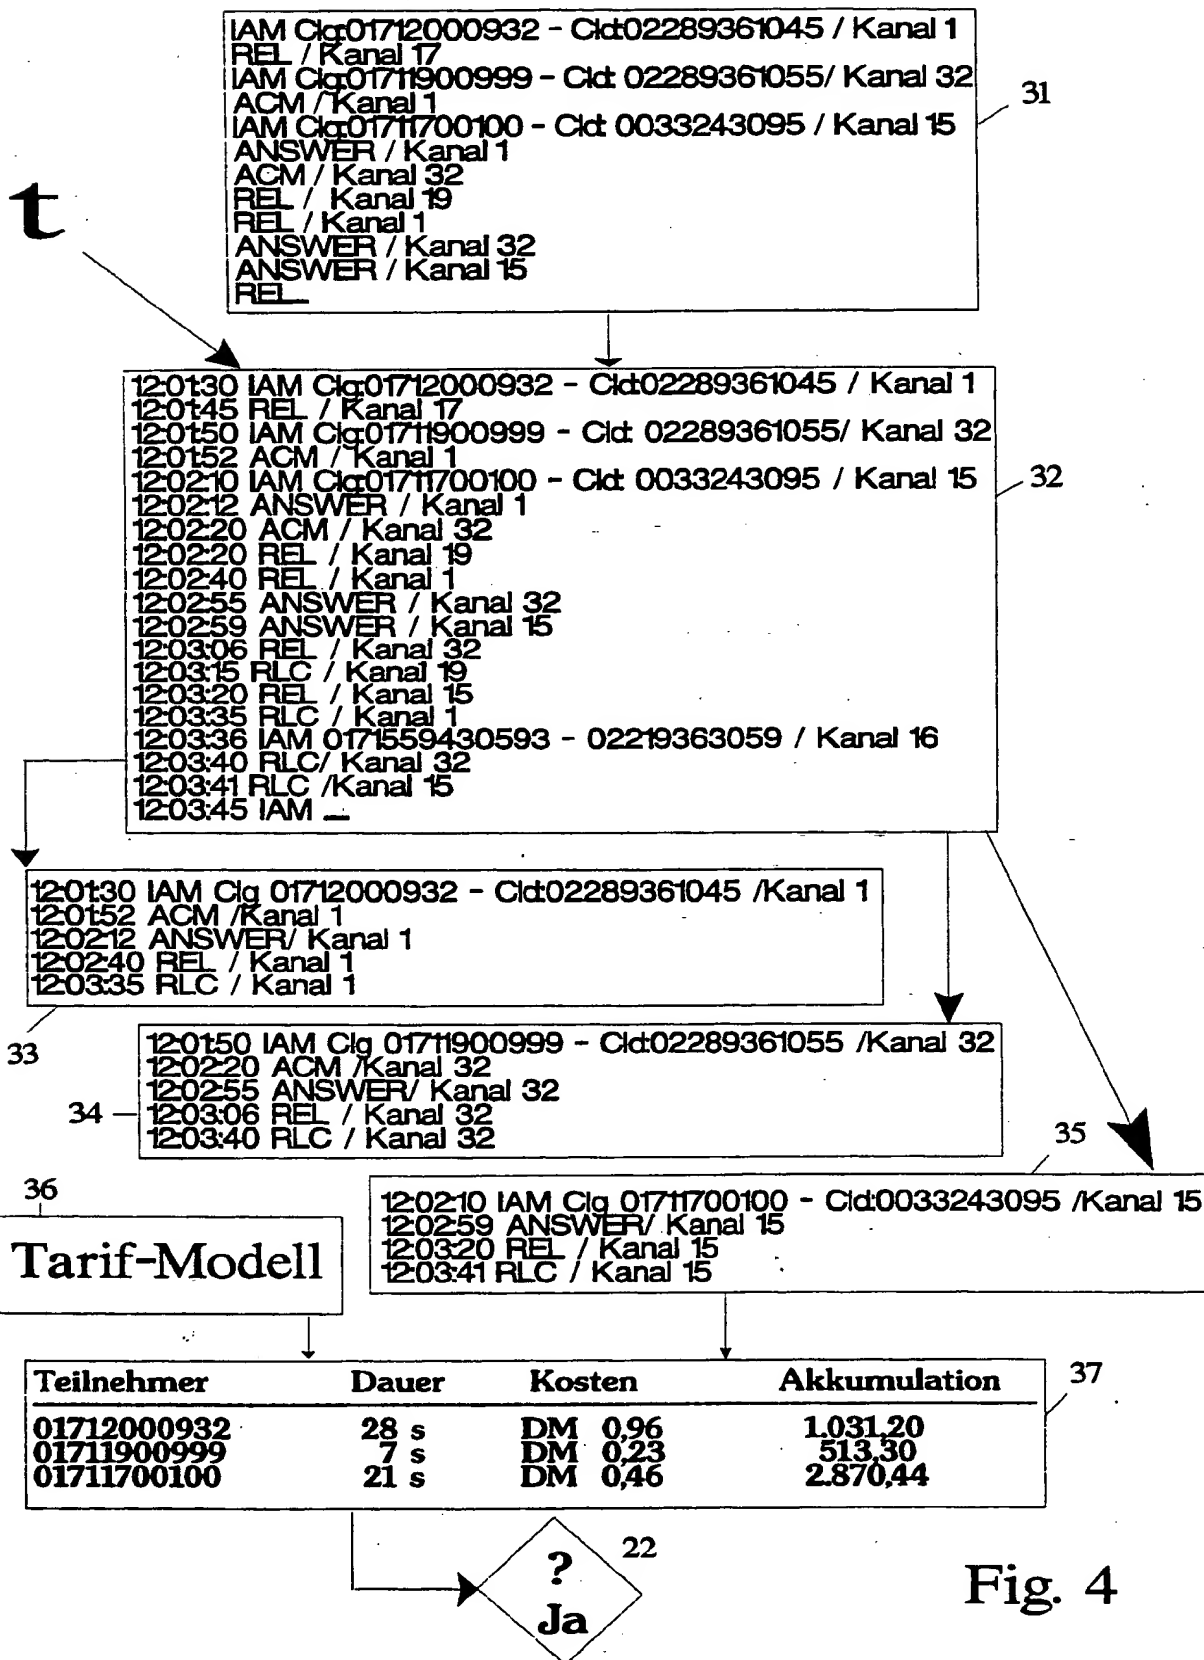 IAM Clg:01712000932 - Cld:02289361045 / Kanal 1
REL / Kanal 17
IAM Clg:01711900999 - Cld: 02289361055/ Kanal 32
ACM / Kanal 1
IAM Clg:01711700100 - Cld: 0033243095 / Kanal 15
ANSWER / Kanal 1
ACM / Kanal 32
REL / Kanal 19
REL / Kanal 1
ANSWER / Kanal 32
ANSWER / Kanal 15
REL...
31
t
12:01:30 IAM Clg:01712000932 - Cld:02289361045 / Kanal 1
12:01:45 REL / Kanal 17
12:01:50 IAM Clg:01711900999 - Cld: 02289361055/ Kanal 32
12:01:52 ACM / Kanal 1
12:02:10 IAM Clg:01711700100 - Cld: 0033243095 / Kanal 15
12:02:12 ANSWER / Kanal 1
12:02:20 ACM / Kanal 32
12:02:20 REL / Kanal 19
12:02:40 REL / Kanal 1
12:02:55 ANSWER / Kanal 32
12:02:59 ANSWER / Kanal 15
12:03:06 REL / Kanal 32
12:03:15 RLC / Kanal 19
12:03:20 REL / Kanal 15
12:03:35 RLC / Kanal 1
12:03:36 IAM 0171559430593 - 02219363059 / Kanal 16
12:03:40 RLC/ Kanal 32
12:03:41 RLC /Kanal 15
12:03:45 IAM ...
32
12:01:30 IAM Clg 01712000932 - Cld:02289361045 /Kanal 1
12:01:52 ACM /Kanal 1
12:02:12 ANSWER/ Kanal 1
12:02:40 REL / Kanal 1
12:03:35 RLC / Kanal 1
33
12:01:50 IAM Clg 01711900999 - Cld:02289361055 /Kanal 32
12:02:20 ACM /Kanal 32
12:02:55 ANSWER/ Kanal 32
12:03:06 REL / Kanal 32
12:03:40 RLC / Kanal 32
34
35
12:02:10 IAM Clg 01711700100 - Cld:0033243095 /Kanal 15
12:02:59 ANSWER/ Kanal 15
12:03:20 REL / Kanal 15
12:03:41 RLC / Kanal 15
36
Tarif-Modell
Teilnehmer Dauer Kosten Akkumulation
01712000932 28 s DM 0,96 1.031,20
01711900999 7 s DM 0,23 513,30
01711700100 21 s DM 0,46 2.870,44
37
?
Ja
22
Fig. 4